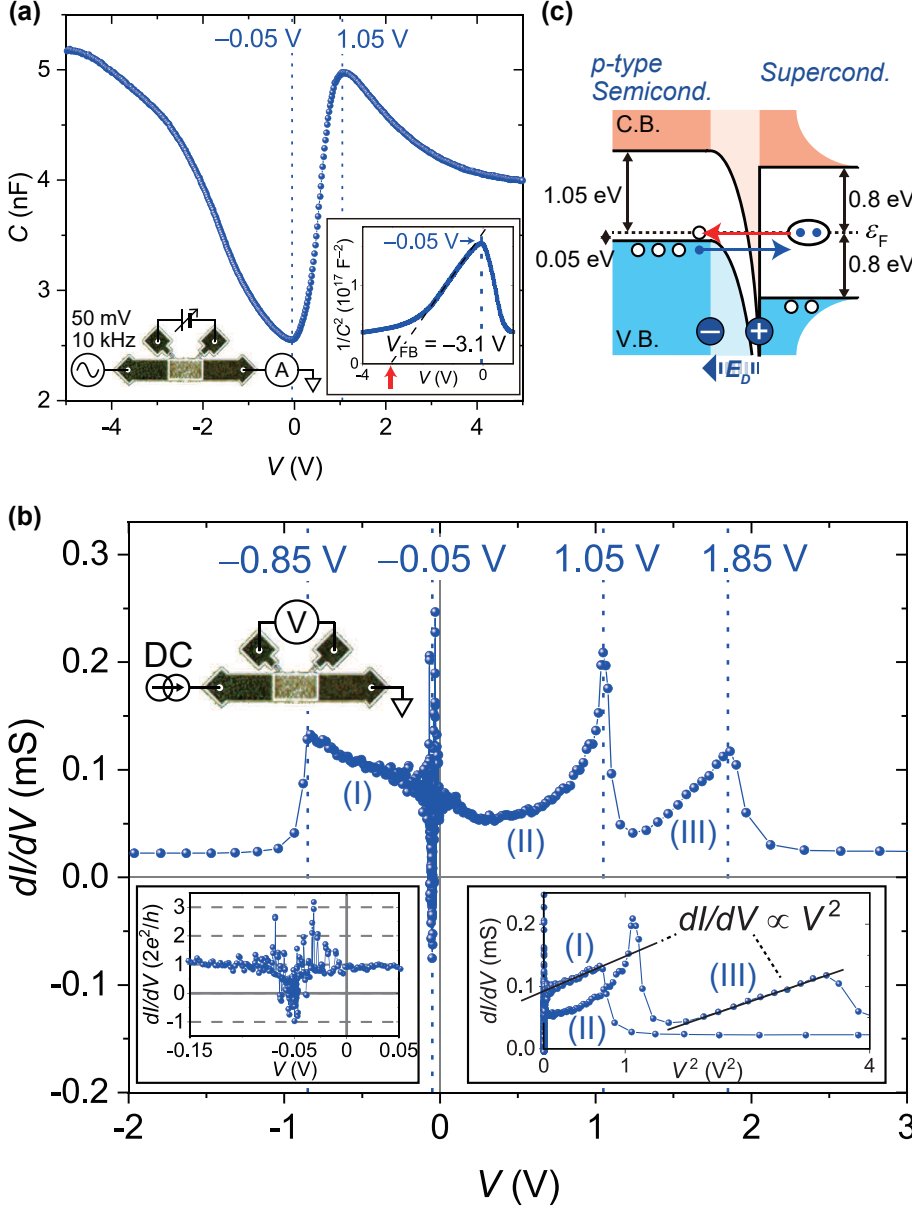 (a)
−0.05 V
1.05 V
5
4
3
2
C (nF)
−4
−2
0
2
4
V (V)
50 mV
10 kHz
A
−0.05 V
1/C² (10¹⁷ F⁻²)
1
0
V_FB = −3.1 V
-4
0
V (V)
(c)
p-type
Semicond.
Supercond.
C.B.
1.05 eV
0.8 eV
ε_F
0.05 eV
0.8 eV
V.B.
−
+
E_D
(b)
−0.85 V
−0.05 V
1.05 V
1.85 V
0.3
0.2
0.1
0.0
-0.1
-0.2
dI/dV (mS)
DC
V
(I)
(II)
(III)
dI/dV (2e²/h)
3
2
1
0
-1
-0.15
-0.05
0
0.05
V (V)
dI/dV (mS)
0.2
0.1
0.0
dI/dV ∝ V²
(I)
(II)
(III)
0
1
4
V² (V²)
-2
-1
0
1
2
3
V (V)